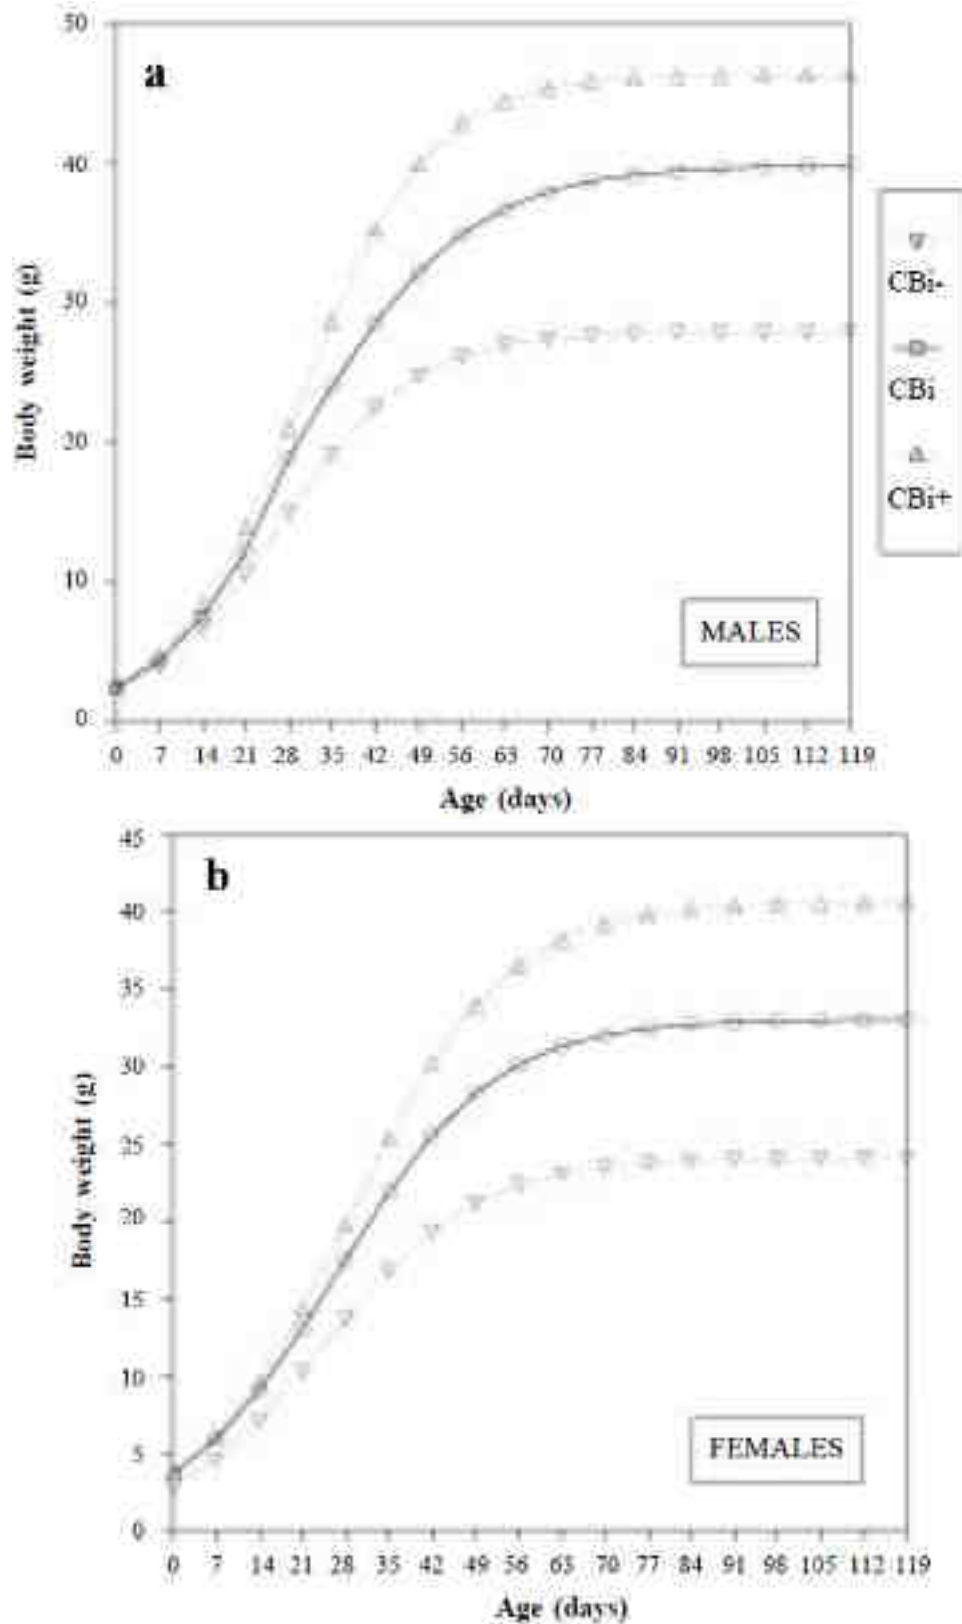 a
50
40
30
20
10
0
Body weight (g)
0 7 14 21 28 35 42 49 56 63 70 77 84 91 98 105 112 119
Age (days)
MALES
CBi-
CBi
CBi+
b
45
40
35
30
25
20
15
10
5
0
Body weight (g)
0 7 14 21 28 35 42 49 56 63 70 77 84 91 98 105 112 119
Age (days)
FEMALES